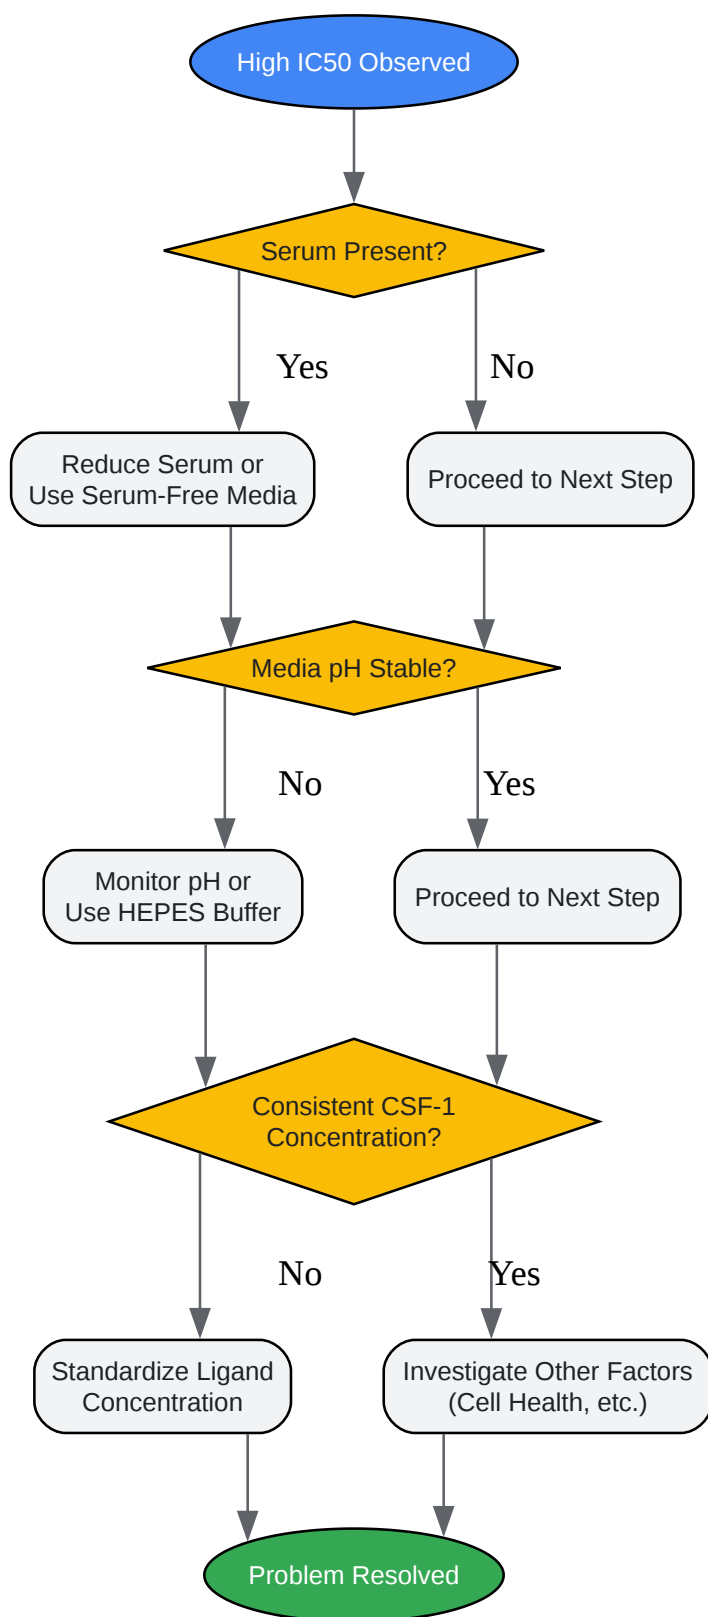 High IC50 Observed
Serum Present?
Yes
No
Reduce Serum or
Use Serum-Free Media
Proceed to Next Step
Media pH Stable?
No
Yes
Monitor pH or
Use HEPES Buffer
Proceed to Next Step
Consistent CSF-1
Concentration?
No
Yes
Standardize Ligand
Concentration
Investigate Other Factors
(Cell Health, etc.)
Problem Resolved